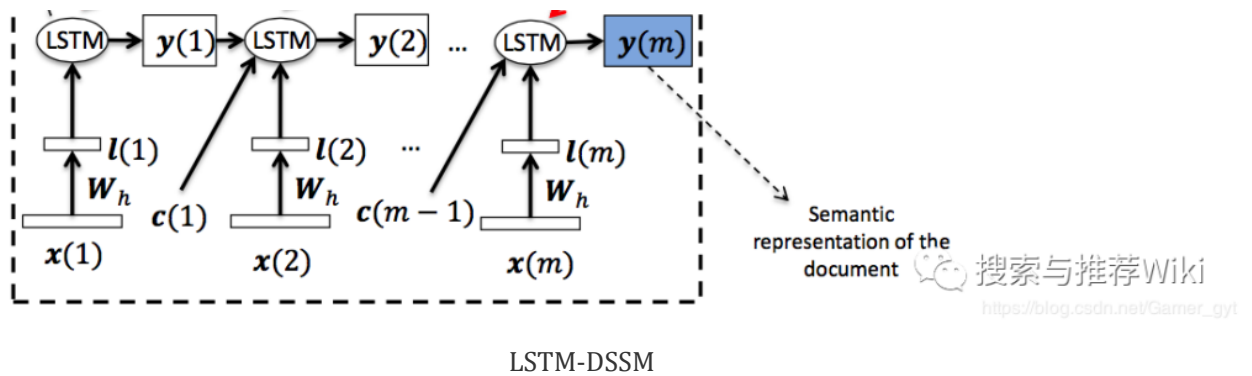 LSTM y(1) LSTM y(2) ... LSTM y(m)
l(1) l(2) ... l(m)
W_h W_h W_h
c(1) c(m − 1)
x(1) x(2) x(m)
Semantic
representation of the
document
搜索与推荐Wiki
https://blog.csdn.net/Gamer_gyt
LSTM-DSSM